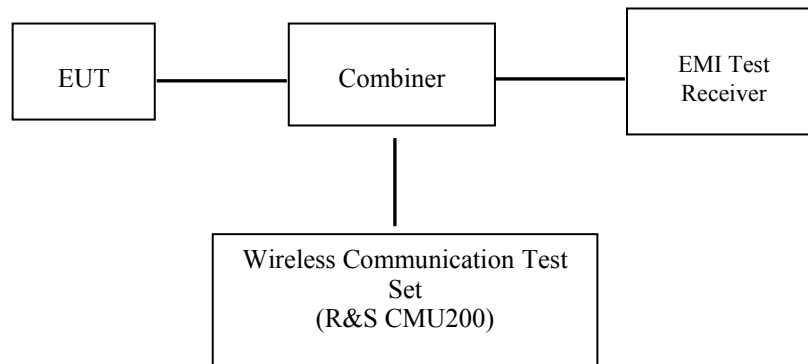 EUT
Combiner
EMI Test
Receiver
Wireless Communication Test
Set
(R&S CMU200)